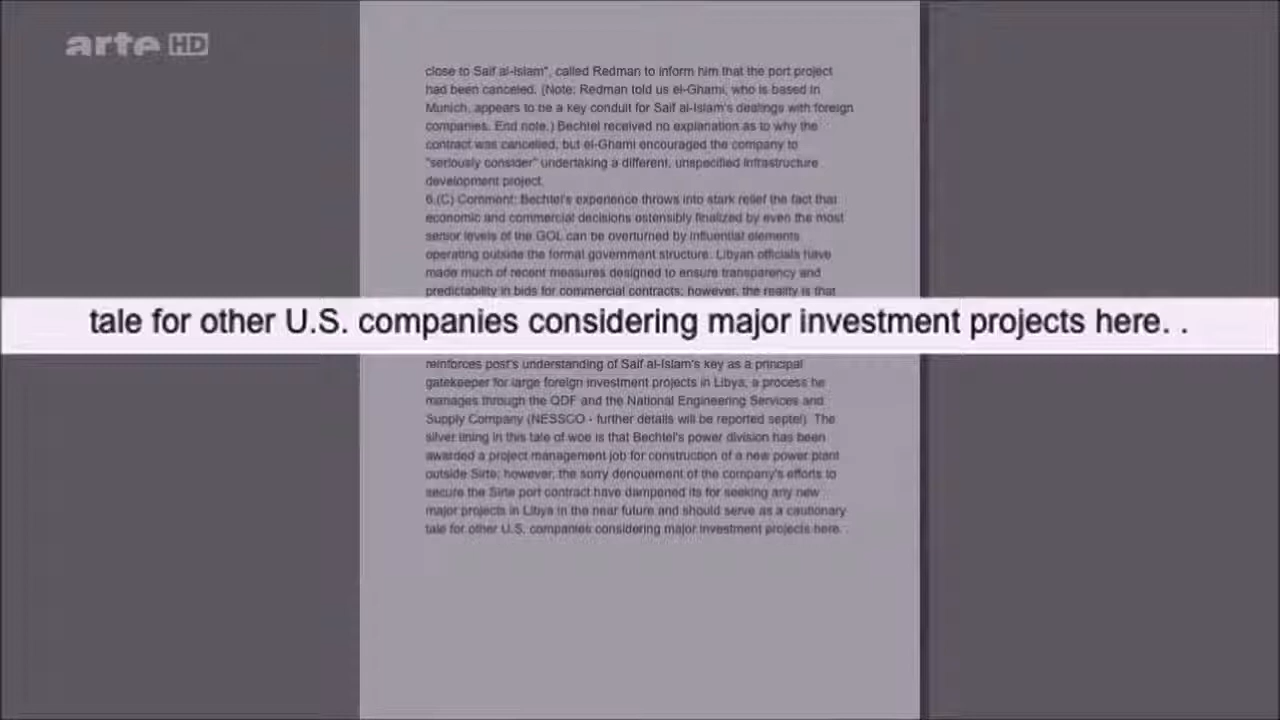 arte HD
close to Saif al-Islam", called Redman to inform him that the port project
had been canceled. (Note: Redman told us el-Ghami, who is based in
Munich, appears to be a key conduit for Saif al-Islam's dealings with foreign
companies. End note.) Bechtel received no explanation as to why the
contract was cancelled, but el-Ghami encouraged the company to
"seriously consider" undertaking a different, unspecified infrastructure
development project.
6.(C) Comment: Bechtel's experience throws into stark relief the fact that
economic and commercial decisions ostensibly finalized by even the most
senior levels of the GOL can be overturned by influential elements
operating outside the formal government structure. Libyan officials have
made much of recent measures designed to ensure transparency and
predictability in bids for commercial contracts; however, the reality is that
tale for other U.S. companies considering major investment projects here. .
reinforces post's understanding of Saif al-Islam's key as a principal
gatekeeper for large foreign investment projects in Libya, a process he
manages through the QDF and the National Engineering Services and
Supply Company (NESSCO - further details will be reported septel). The
silver lining in this tale of woe is that Bechtel's power division has been
awarded a project management job for construction of a new power plant
outside Sirte; however, the sorry denouement of the company's efforts to
secure the Sirte port contract have dampened its for seeking any new
major projects in Libya in the near future and should serve as a cautionary
tale for other U.S. companies considering major investment projects here. .